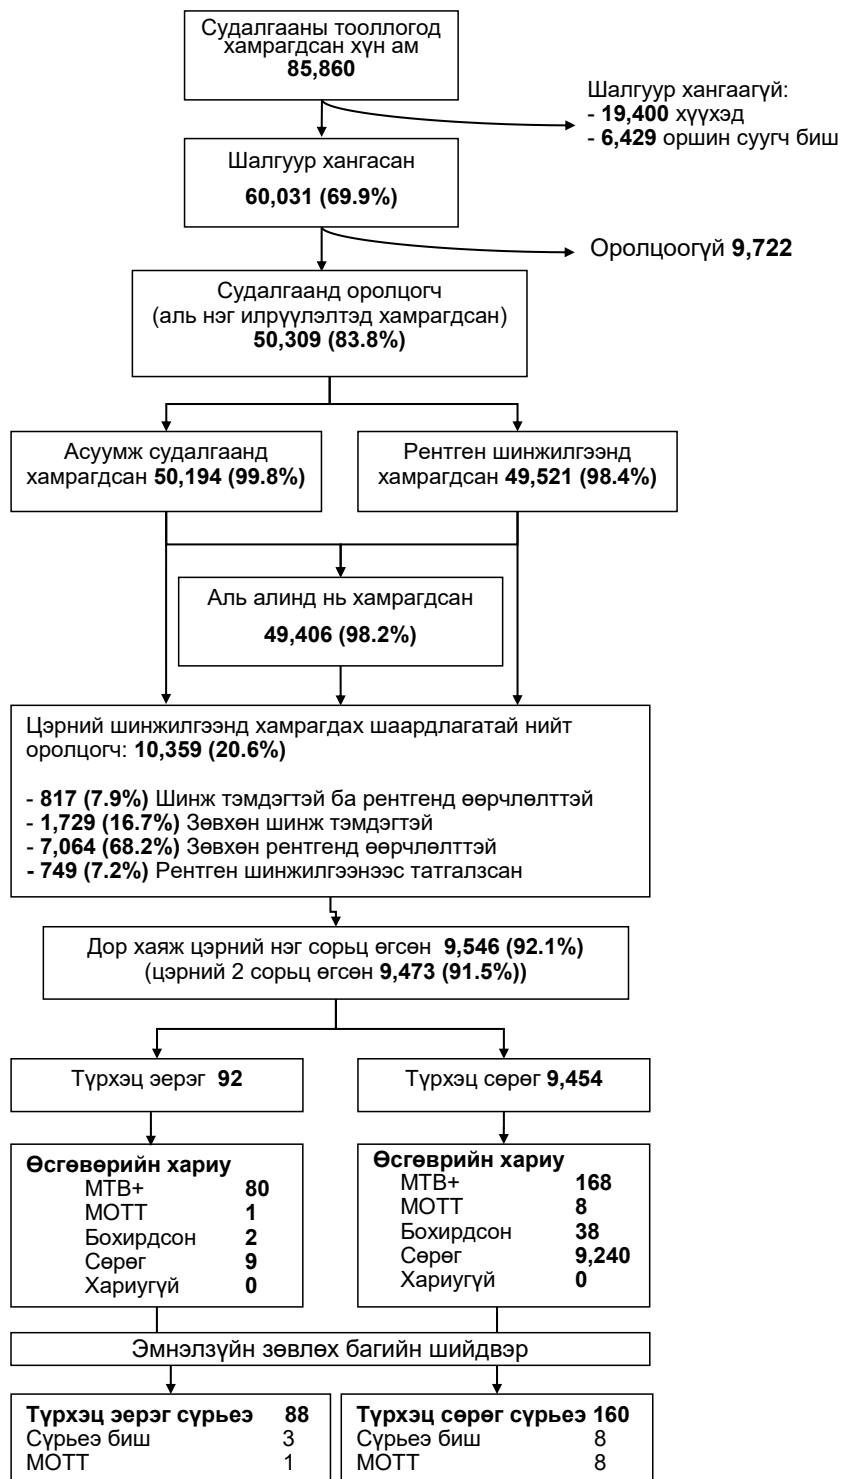 Судалгааны тооллогод
хамрагдсан хүн ам
85,860
Шалгуур хангаагүй:
- 19,400 хүүхэд
- 6,429 оршин суугч биш
Шалгуур хангасан
60,031 (69.9%)
Оролцоогүй 9,722
Судалгаанд оролцогч
(аль нэг илрүүлэлтэд хамрагдсан)
50,309 (83.8%)
Асуумж судалгаанд
хамрагдсан 50,194 (99.8%)
Рентген шинжилгээнд
хамрагдсан 49,521 (98.4%)
Аль алинд нь хамрагдсан
49,406 (98.2%)
Цэрний шинжилгээнд хамрагдах шаардлагатай нийт
оролцогч: 10,359 (20.6%)
- 817 (7.9%) Шинж тэмдэгтэй ба рентгенд өөрчлөлттэй
- 1,729 (16.7%) Зөвхөн шинж тэмдэгтэй
- 7,064 (68.2%) Зөвхөн рентгенд өөрчлөлттэй
- 749 (7.2%) Рентген шинжилгээнээс татгалзсан
Дор хаяж цэрний нэг сорьц өгсөн 9,546 (92.1%)
(цэрний 2 сорьц өгсөн 9,473 (91.5%))
Түрхэц эерэг 92
Түрхэц сөрөг 9,454
Өсгөвөрийн хариу
МТВ+ 80
МОТТ 1
Бохирдсон 2
Сөрөг 9
Хариугүй 0
Өсгөврийн хариу
МТВ+ 168
МОТТ 8
Бохирдсон 38
Сөрөг 9,240
Хариугүй 0
Эмнэлзүйн зөвлөх багийн шийдвэр
Түрхэц эерэг сүрьеэ 88
Сүрьеэ биш 3
МОТТ 1
Түрхэц сөрөг сүрьеэ 160
Сүрьеэ биш 8
МОТТ 8